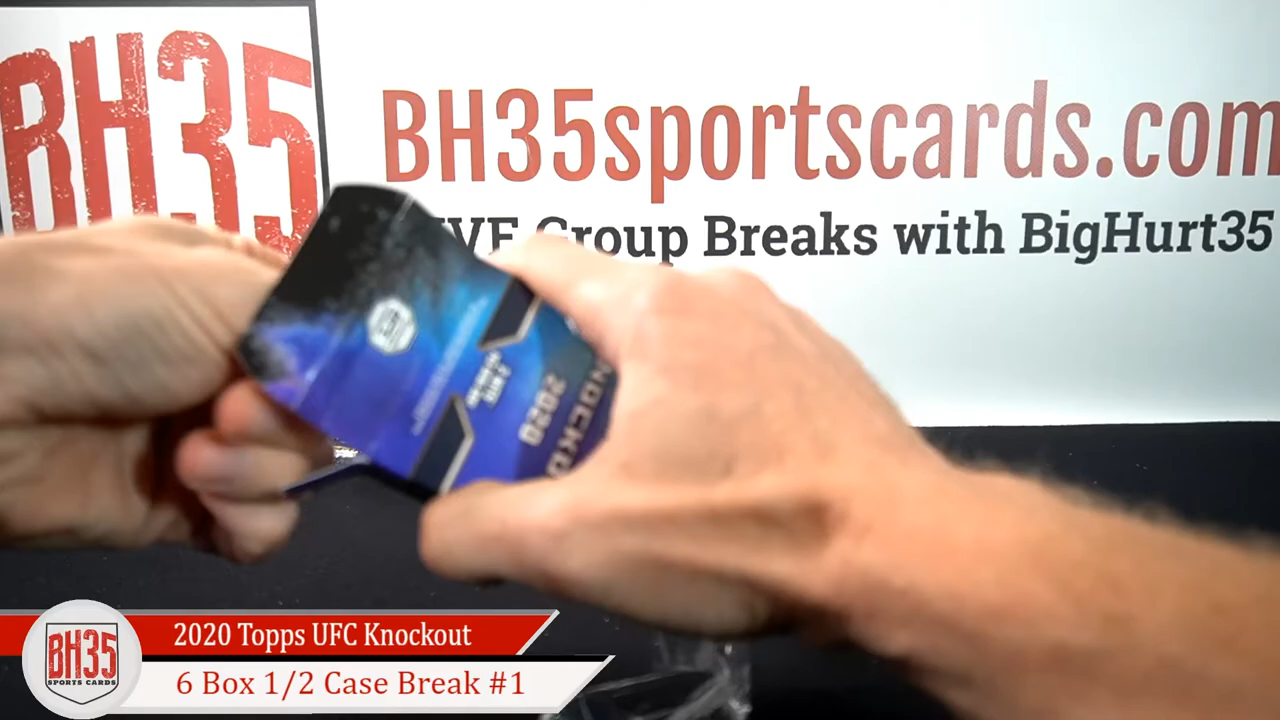 BH35
BH35sportscards.com
Group Breaks with BigHurt35
2020
2020 Topps UFC Knockout
6 Box 1/2 Case Break #1
BH35
SPORTS CARDS